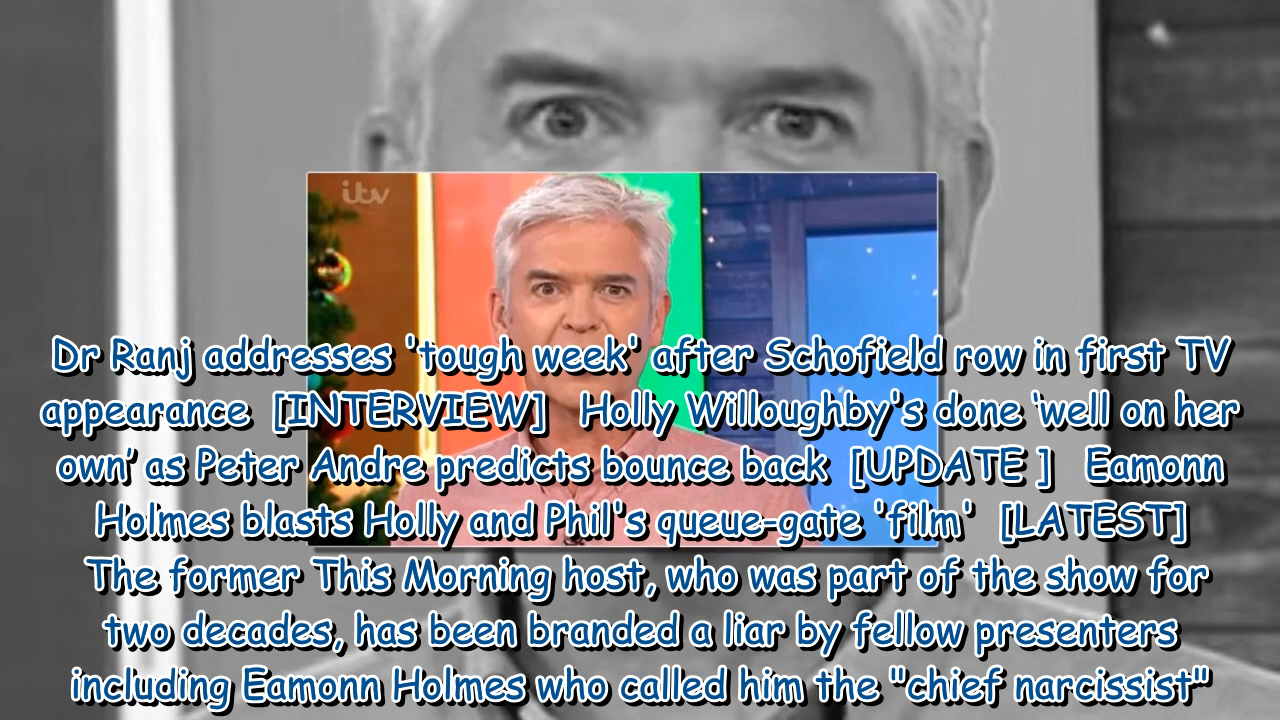 itv
Dr Ranj addresses 'tough week' after Schofield row in first TV
appearance [INTERVIEW] Holly Willoughby's done ‘well on her
own’ as Peter Andre predicts bounce back [UPDATE ] Eamonn
Holmes blasts Holly and Phil's queue-gate 'film' [LATEST]
The former This Morning host, who was part of the show for
two decades, has been branded a liar by fellow presenters
including Eamonn Holmes who called him the "chief narcissist"